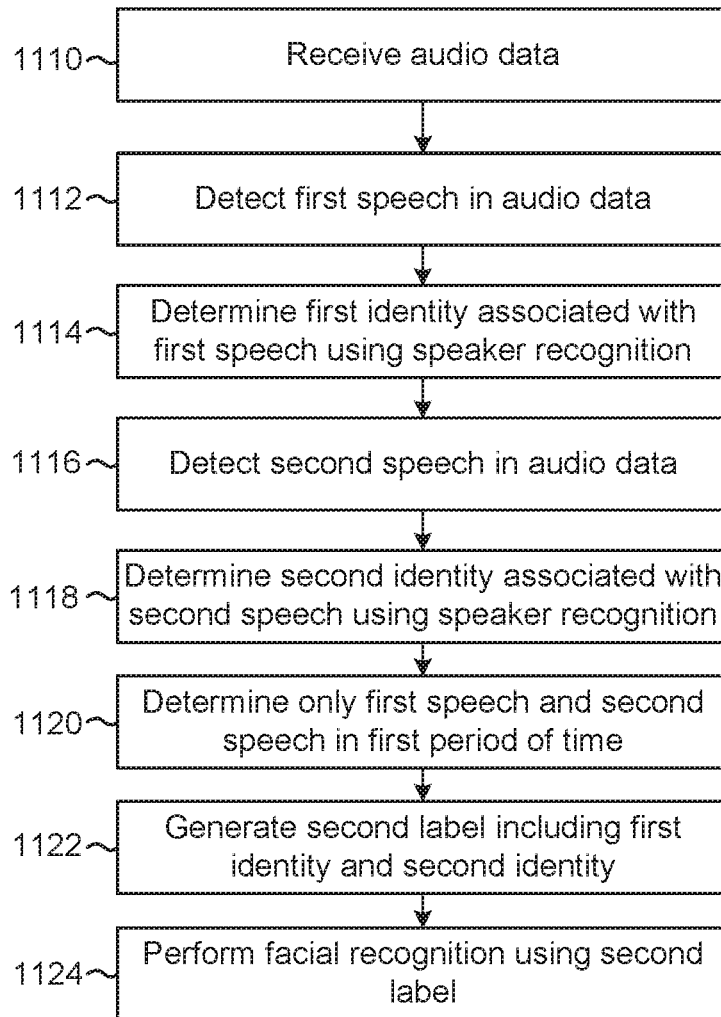 1110
Receive audio data
1112
Detect first speech in audio data
1114
Determine first identity associated with
first speech using speaker recognition
1116
Detect second speech in audio data
1118
Determine second identity associated with
second speech using speaker recognition
1120
Determine only first speech and second
speech in first period of time
1122
Generate second label including first
identity and second identity
1124
Perform facial recognition using second
label